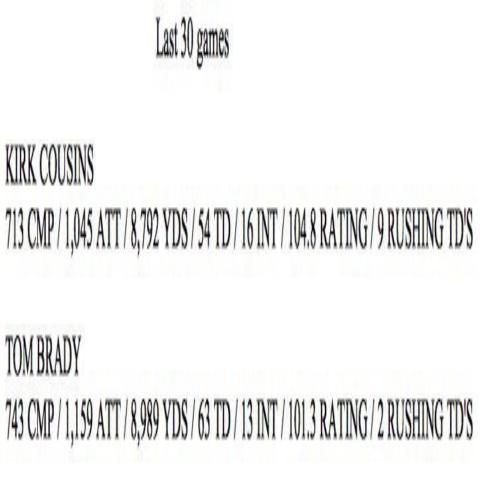 Last 30 games
KIRK COUSINS
713 CMP / 1,045 ATT / 8,792 YDS / 54 TD / 16 INT / 104.8 RATING / 9 RUSHING TD'S
TOM BRADY
743 CMP / 1,159 ATT / 8,989 YDS / 63 TD / 13 INT / 101.3 RATING / 2 RUSHING TD'S